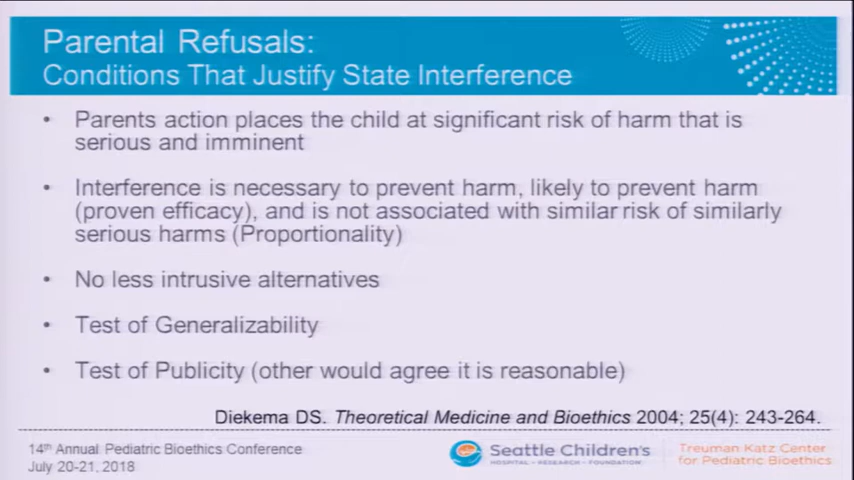 Parental Refusals:
Conditions That Justify State Interference
• Parents action places the child at significant risk of harm that is
serious and imminent
• Interference is necessary to prevent harm, likely to prevent harm
(proven efficacy), and is not associated with similar risk of similarly
serious harms (Proportionality)
• No less intrusive alternatives
• Test of Generalizability
• Test of Publicity (other would agree it is reasonable)
Diekema DS. Theoretical Medicine and Bioethics 2004; 25(4): 243-264.
14th Annual Pediatric Bioethics Conference
July 20-21, 2018
Seattle Children's
HOSPITAL • RESEARCH • FOUNDATION
Treuman Katz Center
for Pediatric Bioethics